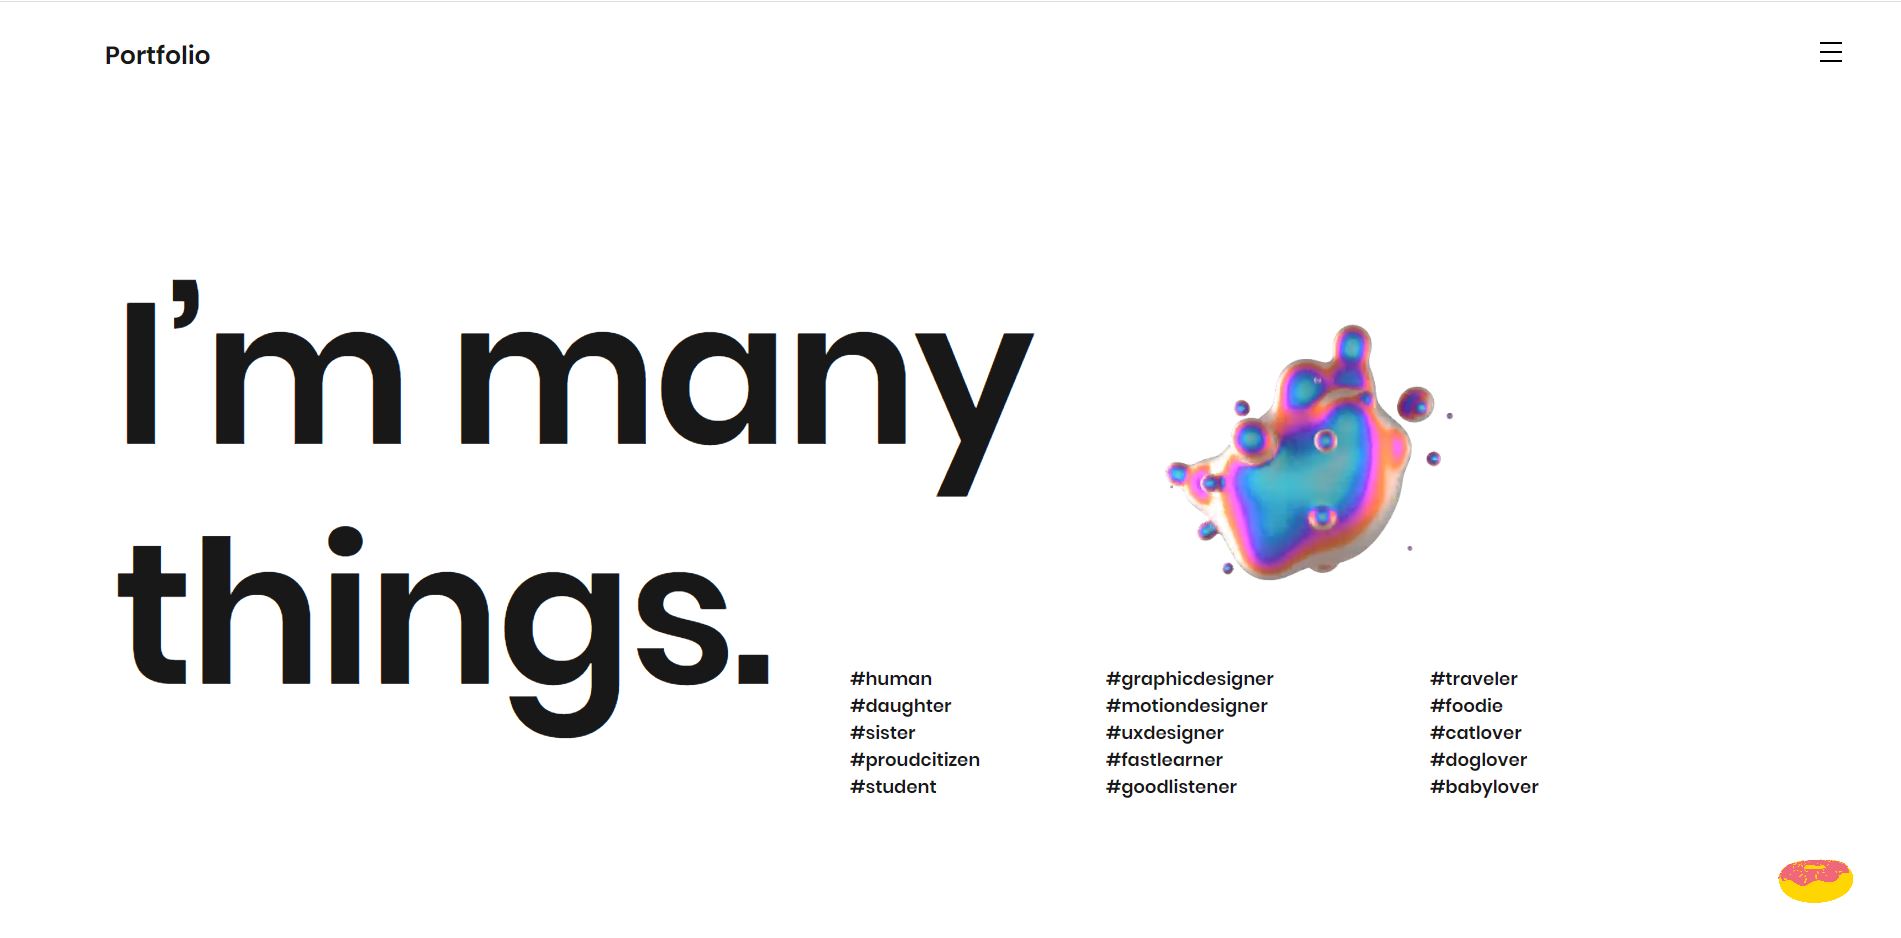 Portfolio
I’m many
things.
#human
#daughter
#sister
#proudcitizen
#student
#graphicdesigner
#motiondesigner
#uxdesigner
#fastlearner
#goodlistener
#traveler
#foodie
#catlover
#doglover
#babylover